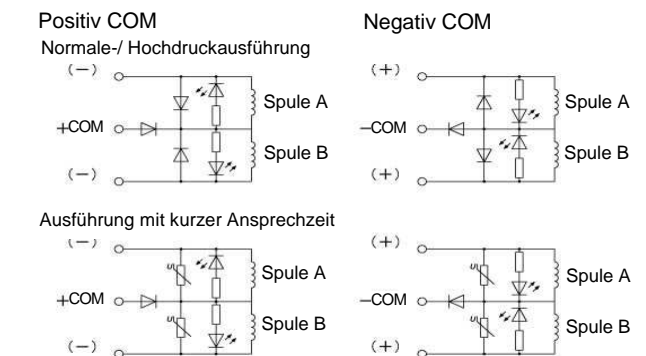 Positiv COM
Negativ COM
Normale-/ Hochdruckausführung
(−)
Spule A
+COM
Spule B
(−)
(+)
Spule A
−COM
Spule B
(+)
Ausführung mit kurzer Ansprechzeit
(−)
U
Spule A
+COM
U
Spule B
(−)
(+)
U
Spule A
−COM
U
Spule B
(+)